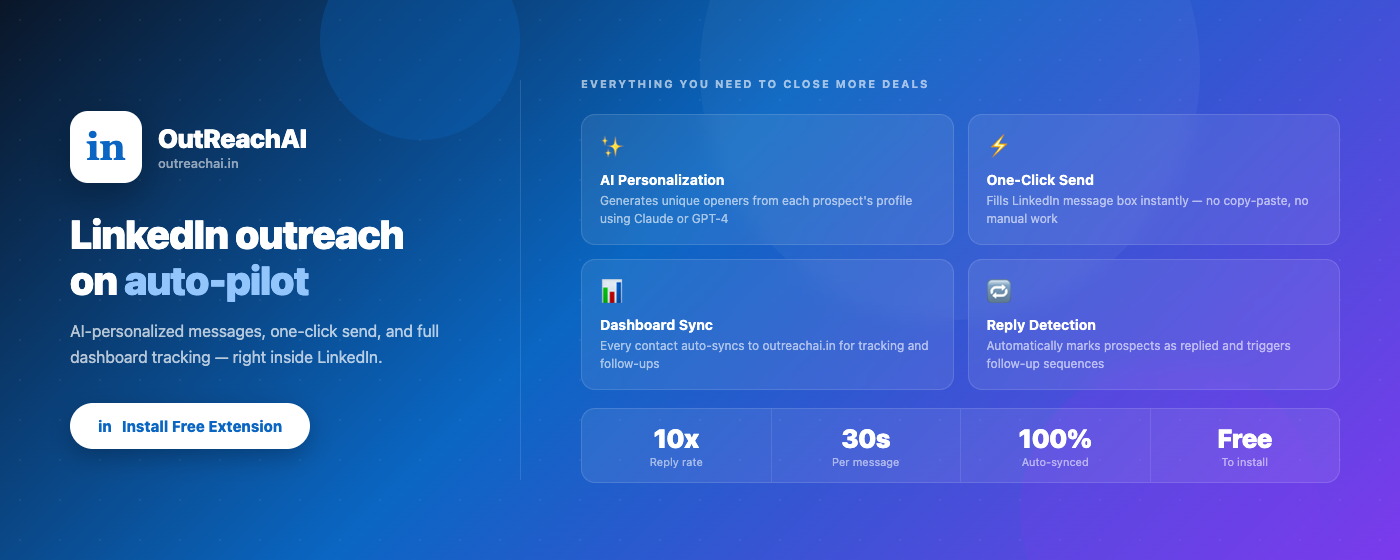 in
OutReachAI
outreachai.in
LinkedIn outreach
on auto-pilot
AI-personalized messages, one-click send, and full
dashboard tracking — right inside LinkedIn.
in Install Free Extension
EVERYTHING YOU NEED TO CLOSE MORE DEALS
AI Personalization
Generates unique openers from each prospect's profile
using Claude or GPT-4
One-Click Send
Fills LinkedIn message box instantly — no copy-paste, no
manual work
Dashboard Sync
Every contact auto-syncs to outreachai.in for tracking and
follow-ups
Reply Detection
Automatically marks prospects as replied and triggers
follow-up sequences
10x
Reply rate
30s
Per message
100%
Auto-synced
Free
To install